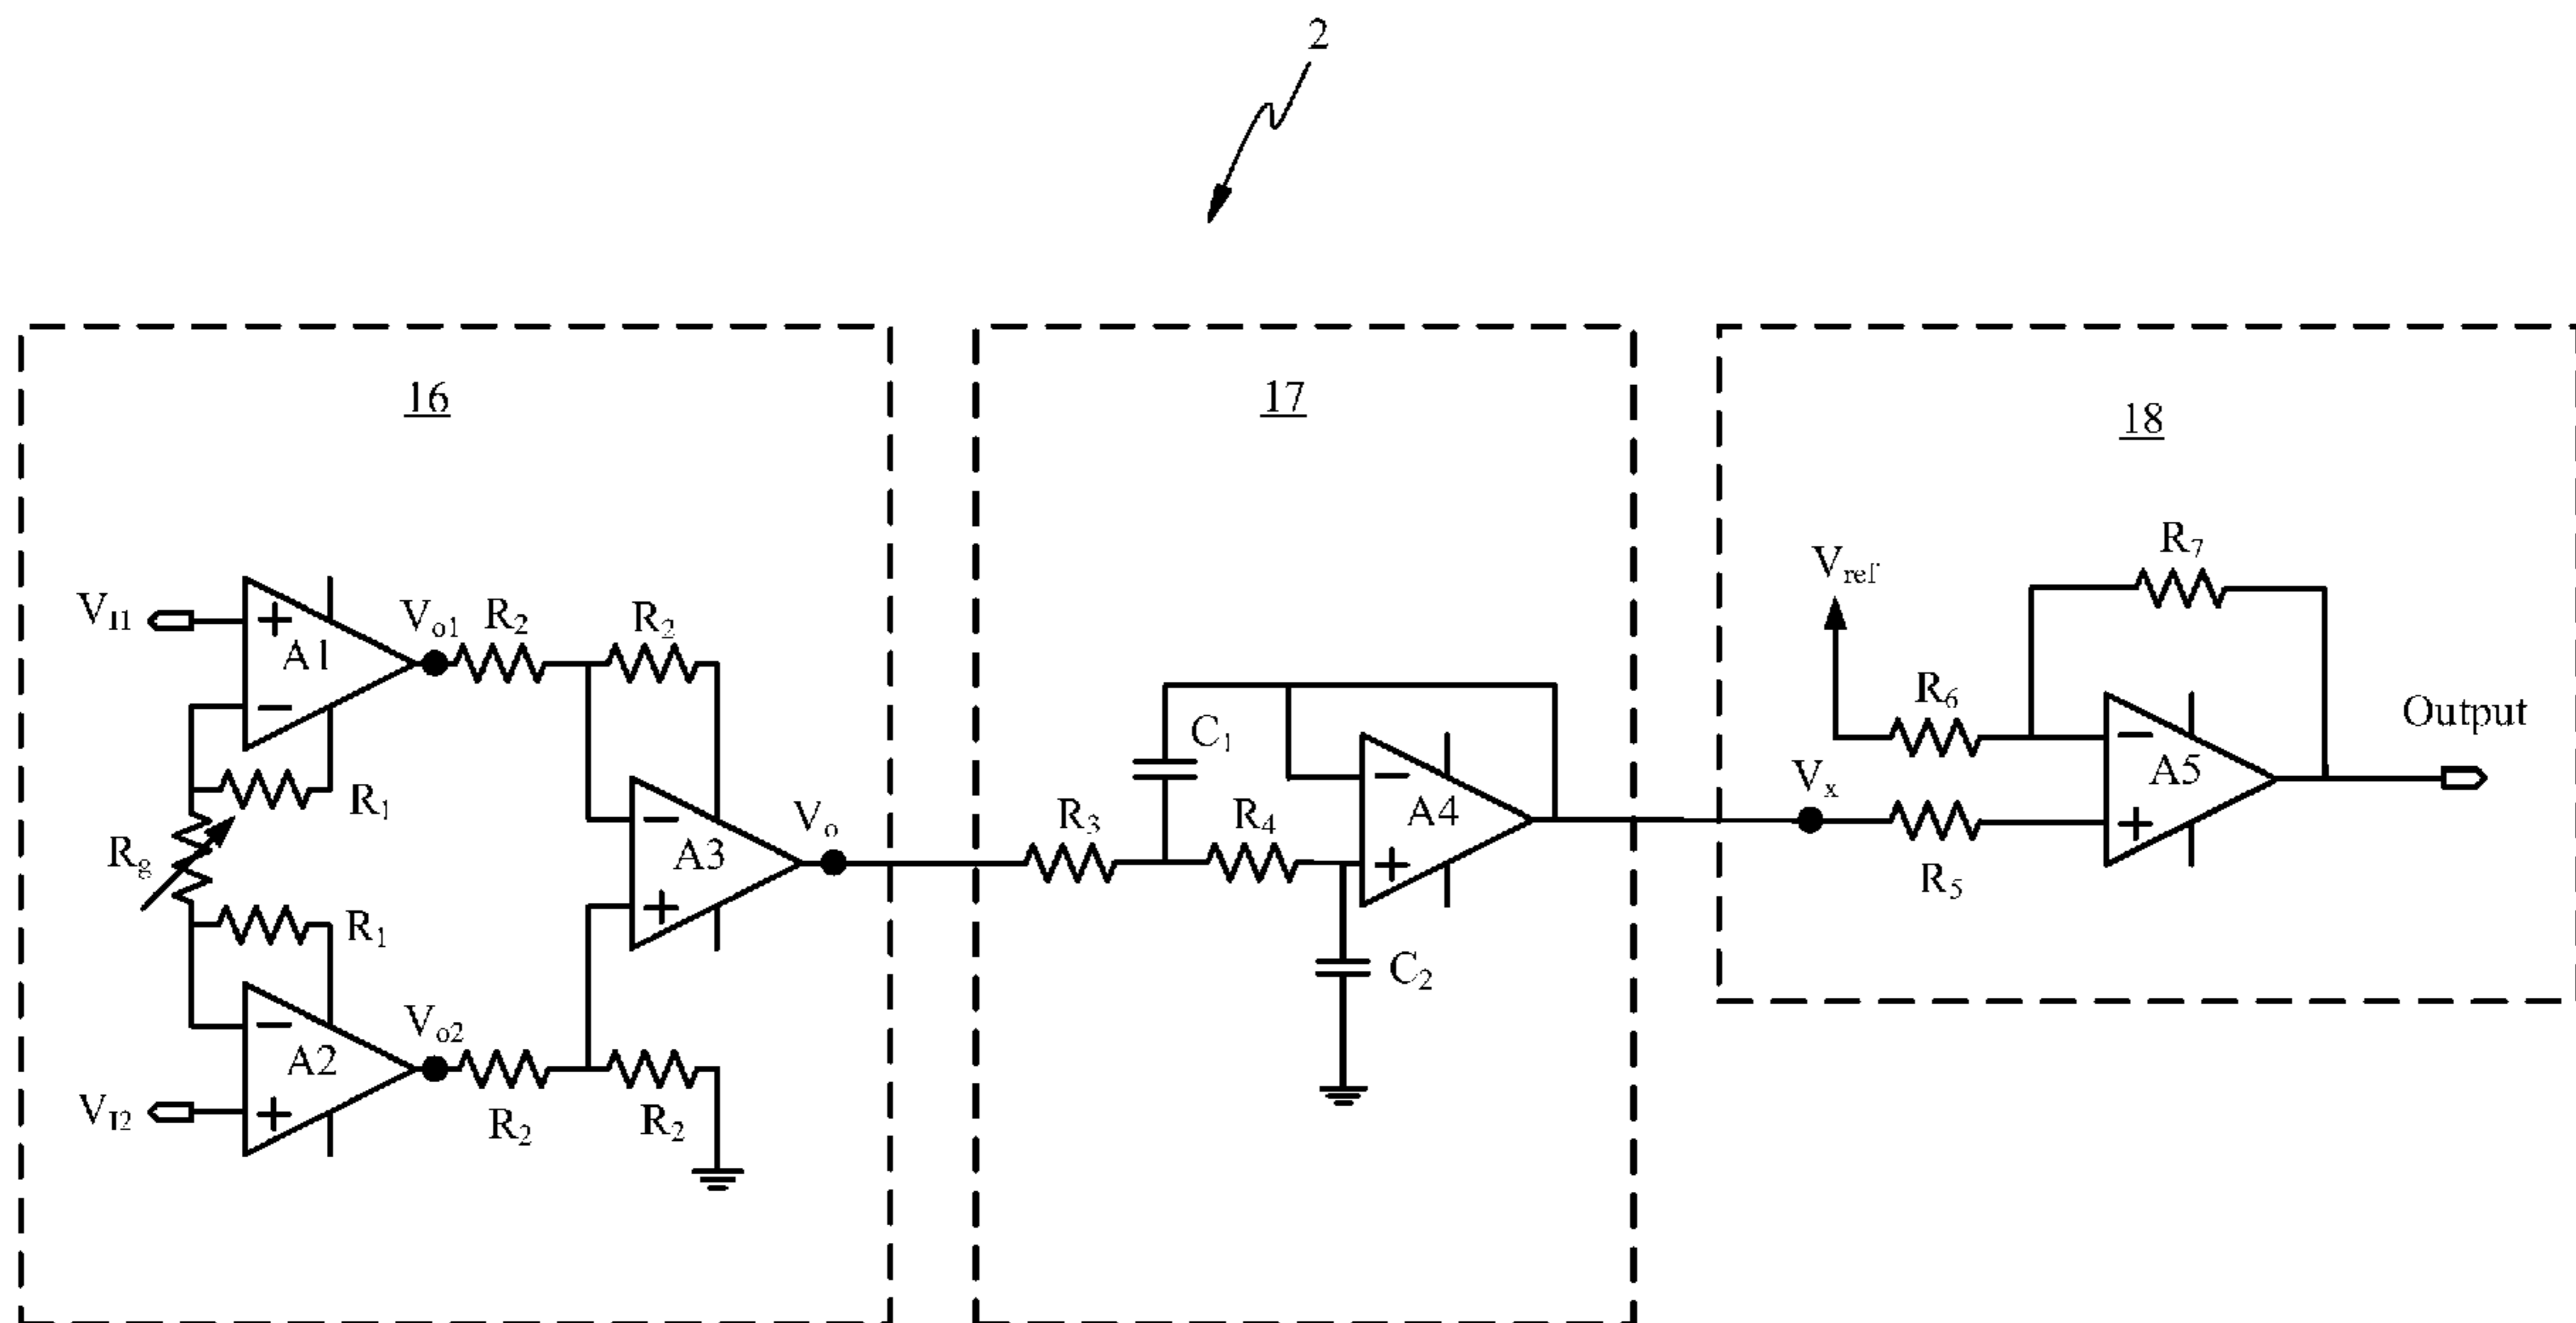 2
16
17
18
V_I1
+
A1
−
V_o1
R_2
R_2
R_1
R_g
R_1
−
A2
+
V_I2
V_o2
R_2
R_2
−
A3
+
V_o
R_3
C_1
R_4
−
A4
+
C_2
V_ref
R_7
R_6
V_x
R_5
−
A5
+
Output